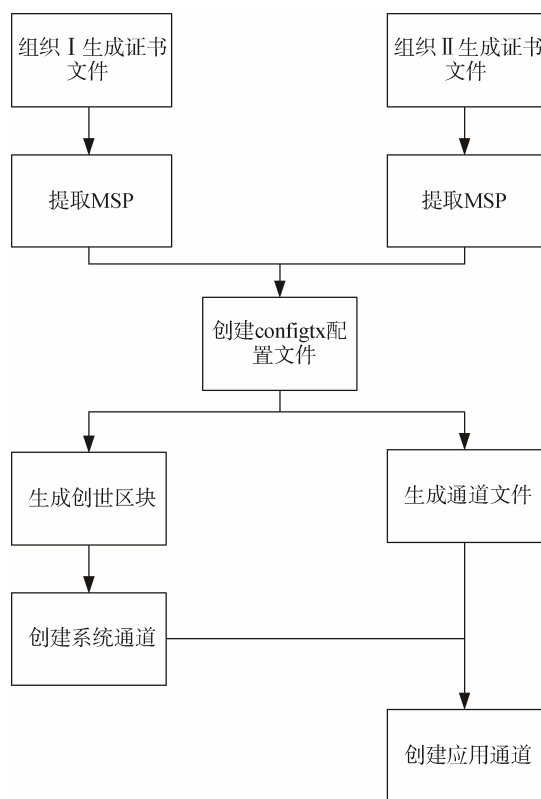 组织Ⅰ生成证书
文件
组织Ⅱ生成证书
文件
提取MSP
提取MSP
创建configtx配
置文件
生成创世区块
生成通道文件
创建系统通道
创建应用通道